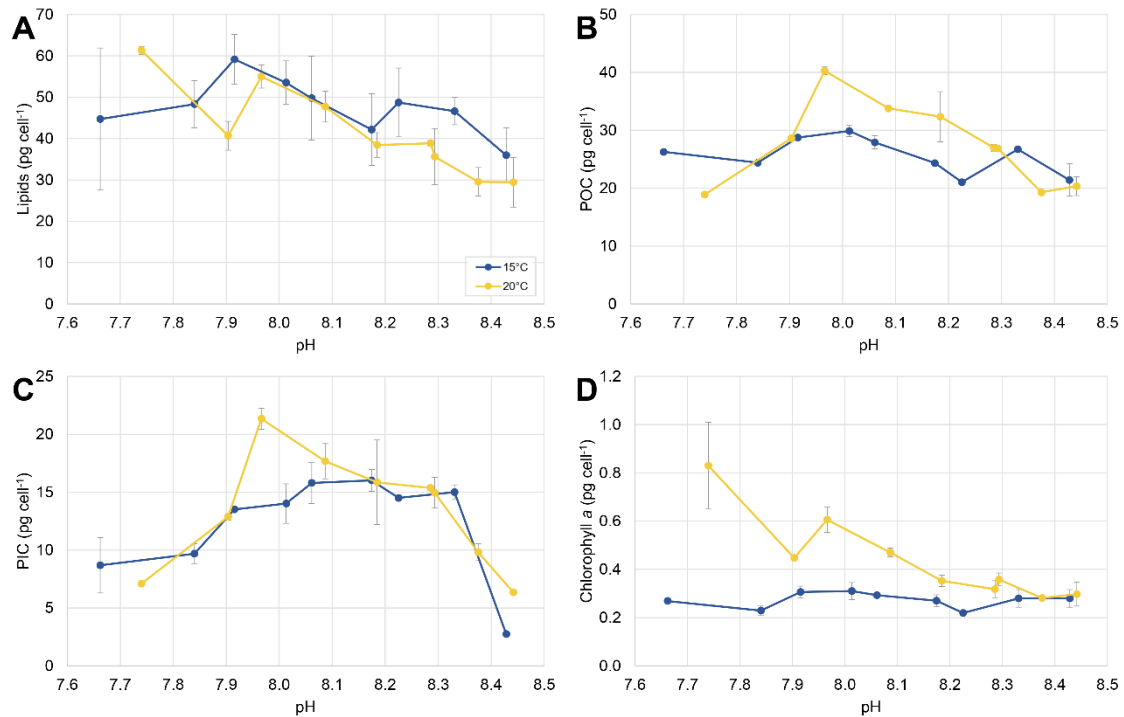 A
Lipids (pg cell-1)
70
60
50
40
30
20
10
0
15°C
20°C
7.6 7.7 7.8 7.9 8.0 8.1 8.2 8.3 8.4 8.5
pH
B
POC (pg cell-1)
50
40
30
20
10
0
7.6 7.7 7.8 7.9 8.0 8.1 8.2 8.3 8.4 8.5
pH
C
PIC (pg cell-1)
25
20
15
10
5
0
7.6 7.7 7.8 7.9 8.0 8.1 8.2 8.3 8.4 8.5
pH
D
Chlorophyll a (pg cell-1)
1.2
1.0
0.8
0.6
0.4
0.2
0.0
7.6 7.7 7.8 7.9 8.0 8.1 8.2 8.3 8.4 8.5
pH